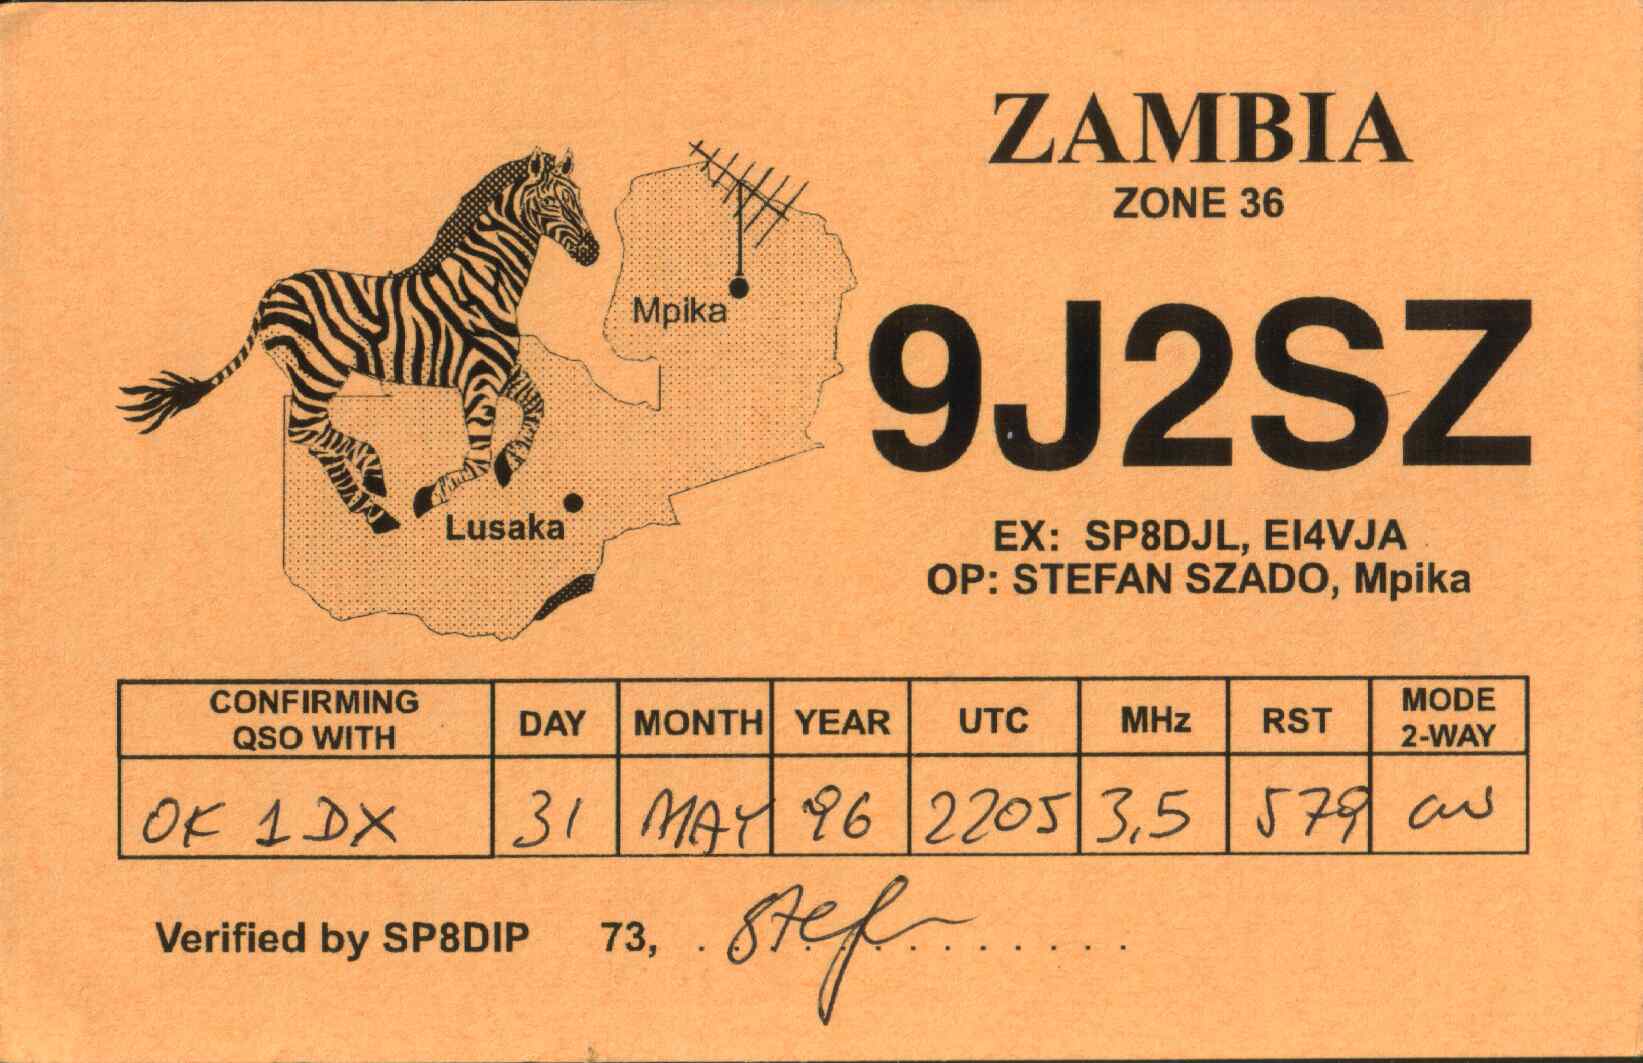 ZAMBIA
ZONE 36
Mpika
9J2SZ
Lusaka
EX: SP8DJL, EI4VJA
OP: STEFAN SZADO, Mpika
CONFIRMING QSO WITH DAY MONTH YEAR UTC MHz RST MODE 2-WAY
OK 1 DX 31 MAY 96 2205 3,5 579 CW
Verified by SP8DIP 73, . . Stef . . . . . . . . .